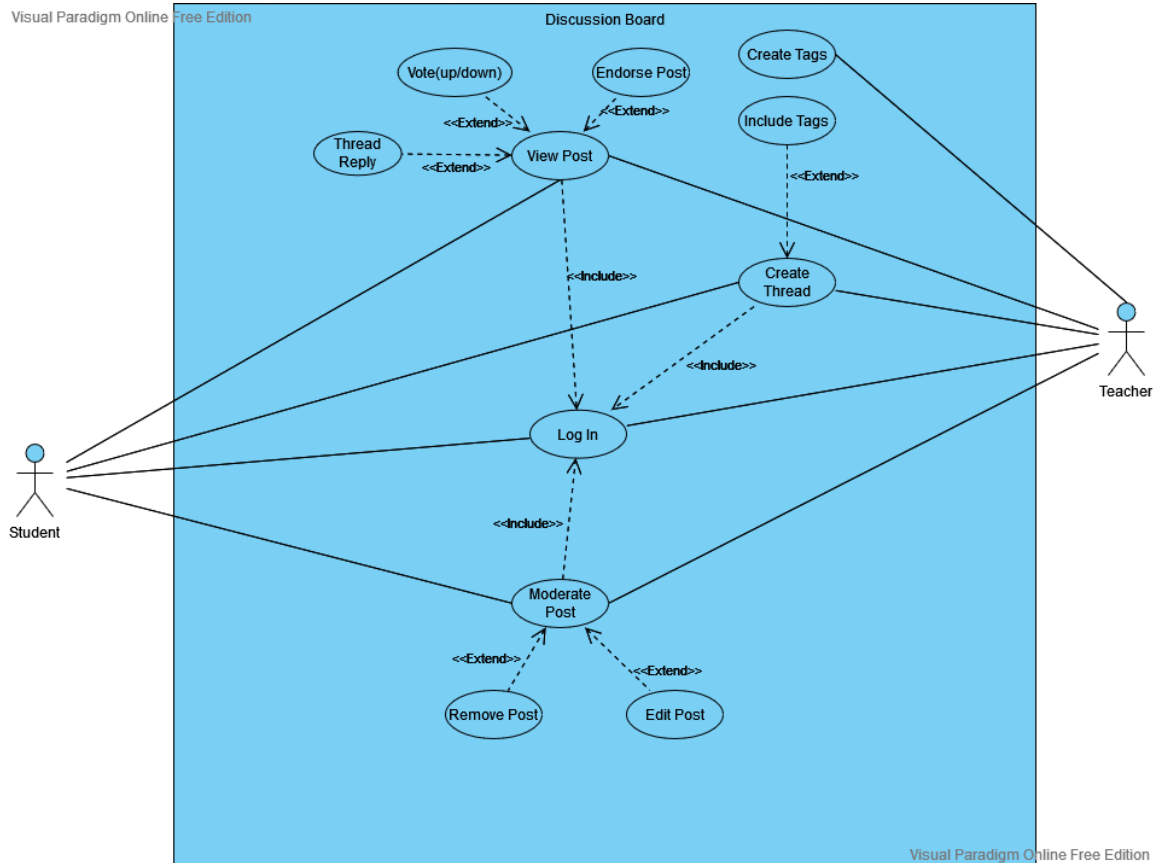 Visual Paradigm Online Free Edition
Discussion Board
Create Tags
Vote(up/down)
Endorse Post
<<Extend>>
<<Extend>>
Include Tags
Thread
Reply
<<Extend>>
View Post
<<Extend>>
<<Include>>
Create
Thread
<<Include>>
Teacher
Log In
Student
<<Include>>
Moderate
Post
<<Extend>>
<<Extend>>
Remove Post
Edit Post
Visual Paradigm Online Free Edition